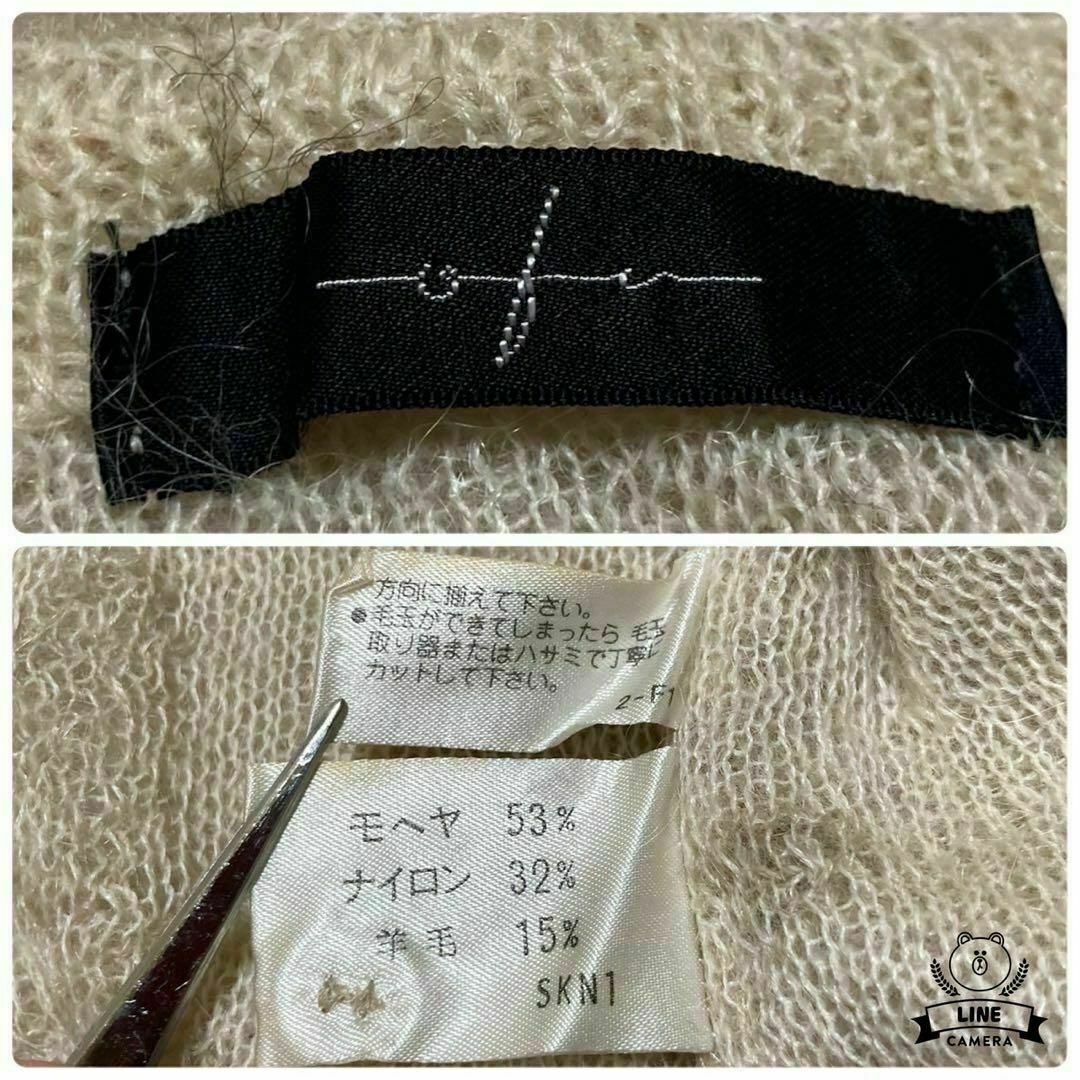 方向に揃えて下さい。
●毛玉ができてしまったら 毛玉
取り器またはハサミで丁寧に
カットして下さい。
2-F1
モヘヤ 53%
ナイロン 32%
羊毛 15%
SKN1
LINE
CAMERA